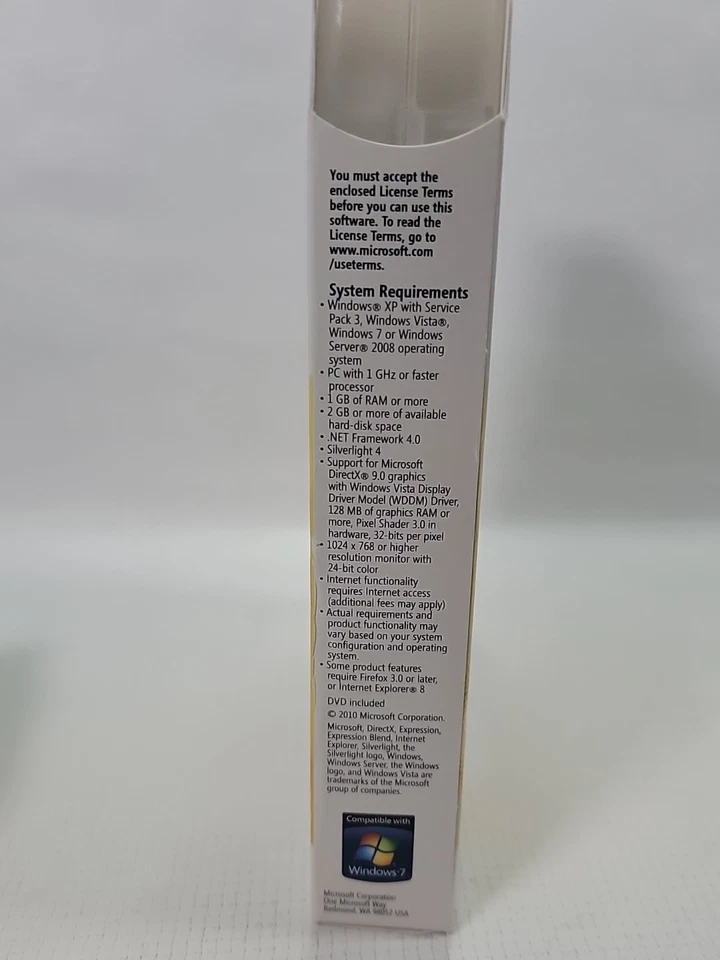 You must accept the
enclosed License Terms
before you can use this
software. To read the
License Terms, go to
www.microsoft.com
/useterms.
System Requirements
• Windows® XP with Service
Pack 3, Windows Vista®,
Windows 7 or Windows
Server® 2008 operating
system
• PC with 1 GHz or faster
processor
• 1 GB of RAM or more
• 2 GB or more of available
hard-disk space
• .NET Framework 4.0
• Silverlight 4
• Support for Microsoft
DirectX® 9.0 graphics
with Windows Vista Display
Driver Model (WDDM) Driver,
128 MB of graphics RAM or
more, Pixel Shader 3.0 in
hardware, 32-bits per pixel
• 1024 x 768 or higher
resolution monitor with
24-bit color
• Internet functionality
requires Internet access
(additional fees may apply)
• Actual requirements and
product functionality may
vary based on your system
configuration and operating
system.
• Some product features
require Firefox 3.0 or later,
or Internet Explorer® 8
DVD included
© 2010 Microsoft Corporation.
Microsoft, DirectX, Expression,
Expression Blend, Internet
Explorer, Silverlight, the
Silverlight logo, Windows,
Windows Server, the Windows
logo, and Windows Vista are
trademarks of the Microsoft
group of companies.
Compatible with
Windows 7
Microsoft Corporation
One Microsoft Way
Redmond, WA 98052 USA